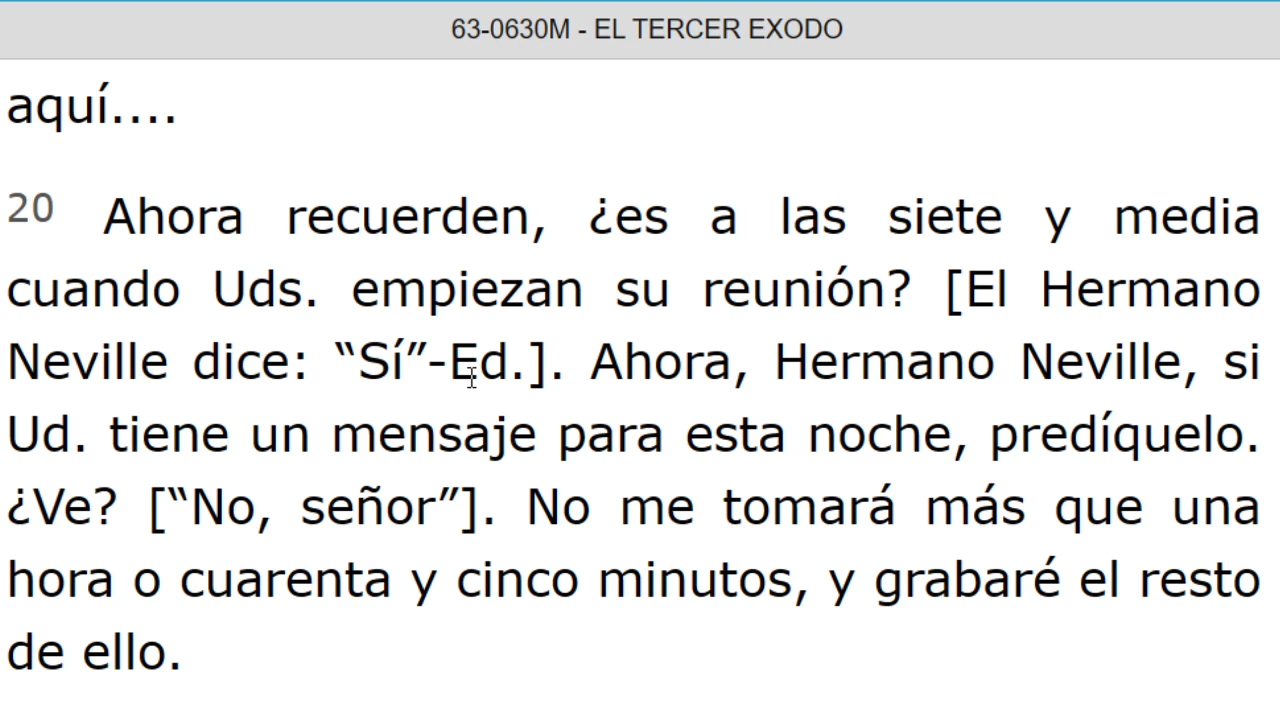 63-0630M - EL TERCER EXODO
aquí....
20 Ahora recuerden, ¿es a las siete y media
cuando Uds. empiezan su reunión? [El Hermano
Neville dice: “Sí”-Ed.]. Ahora, Hermano Neville, si
Ud. tiene un mensaje para esta noche, predíquelo.
¿Ve? [“No, señor”]. No me tomará más que una
hora o cuarenta y cinco minutos, y grabaré el resto
de ello.